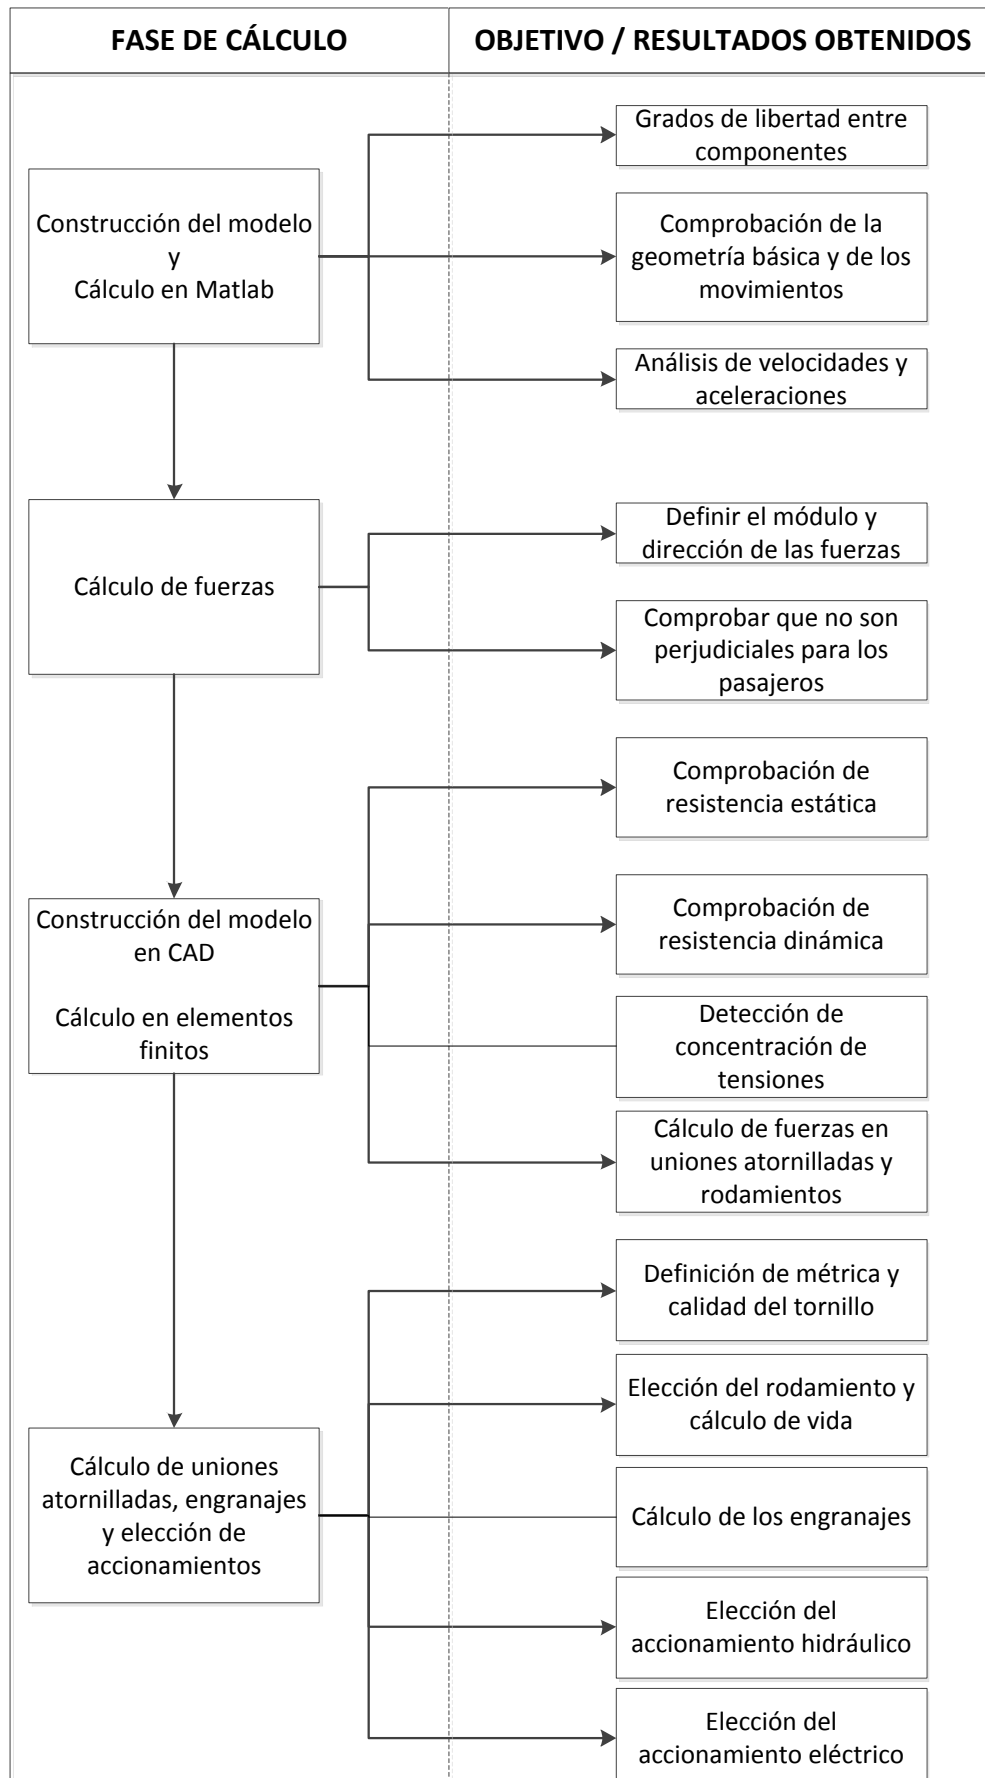 FASE DE CÁLCULO
OBJETIVO / RESULTADOS OBTENIDOS
Construcción del modelo
y
Cálculo en Matlab
Grados de libertad entre
componentes
Comprobación de la
geometría básica y de los
movimientos
Análisis de velocidades y
aceleraciones
Cálculo de fuerzas
Definir el módulo y
dirección de las fuerzas
Comprobar que no son
perjudiciales para los
pasajeros
Construcción del modelo
en CAD
Cálculo en elementos
finitos
Comprobación de
resistencia estática
Comprobación de
resistencia dinámica
Detección de
concentración de
tensiones
Cálculo de fuerzas en
uniones atornilladas y
rodamientos
Cálculo de uniones
atornilladas, engranajes
y elección de
accionamientos
Definición de métrica y
calidad del tornillo
Elección del rodamiento y
cálculo de vida
Cálculo de los engranajes
Elección del
accionamiento hidráulico
Elección del
accionamiento eléctrico